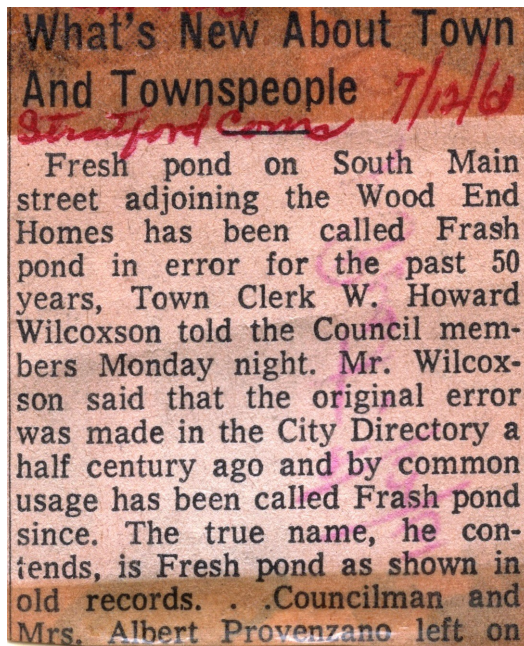 What's New About Town
And Townspeople 7/12/60
Stratford Coms
Fresh pond on South Main
street adjoining the Wood End
Homes has been called Frash
pond in error for the past 50
years, Town Clerk W. Howard
Wilcoxson told the Council mem-
bers Monday night. Mr. Wilcox-
son said that the original error
was made in the City Directory a
half century ago and by common
usage has been called Frash pond
since. The true name, he con-
tends, is Fresh pond as shown in
old records. . .Councilman and
Mrs. Albert Provenzano left on